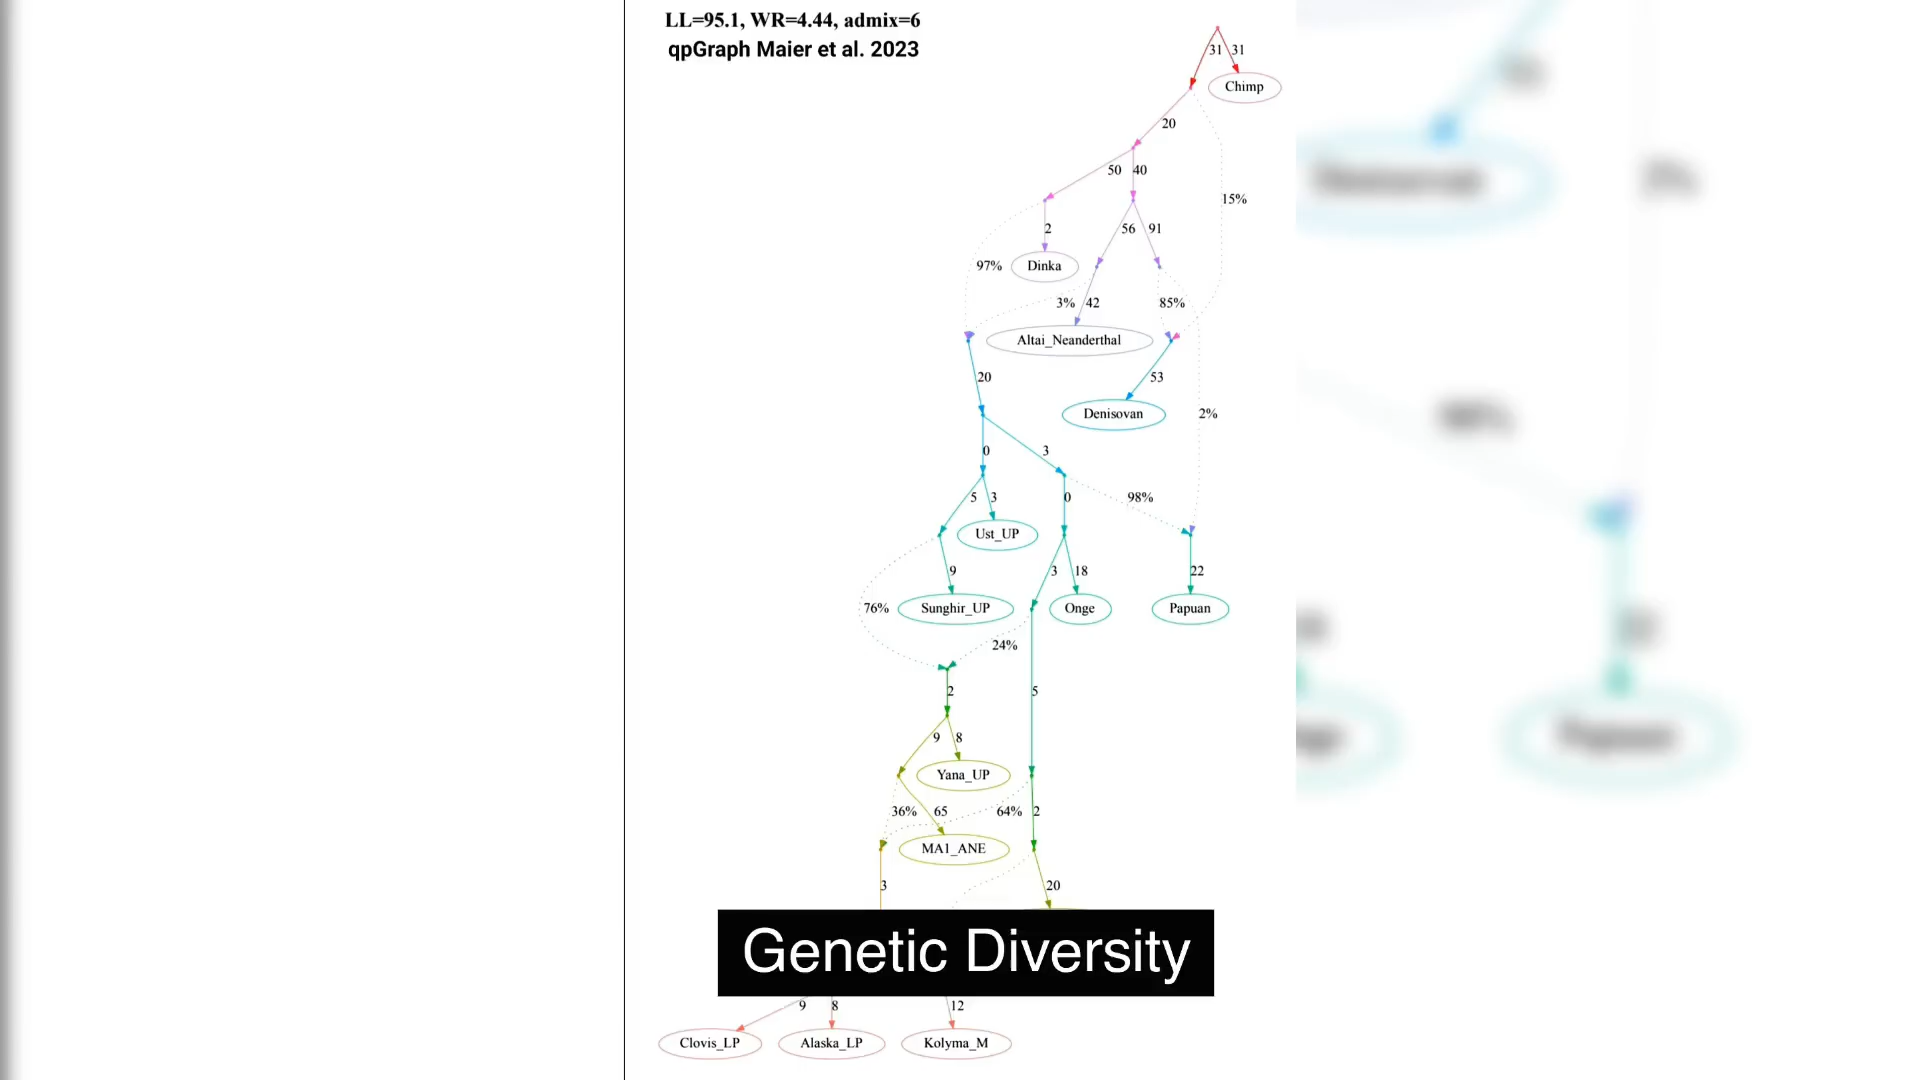 LL=95.1, WR=4.44, admix=6
qpGraph Maier et al. 2023
31 31
Chimp
20
50 40
15%
2
56 91
97%
Dinka
3% 42
85%
Altai_Neanderthal
20
53
Denisovan
2%
0
3
5 3
0
98%
Ust_UP
9
3 18
22
76%
Sunghir_UP
Onge
Papuan
24%
2
5
9 8
Yana_UP
36% 65
64% 2
MA1_ANE
3
20
Genetic Diversity
9 8
12
Clovis_LP
Alaska_LP
Kolyma_M